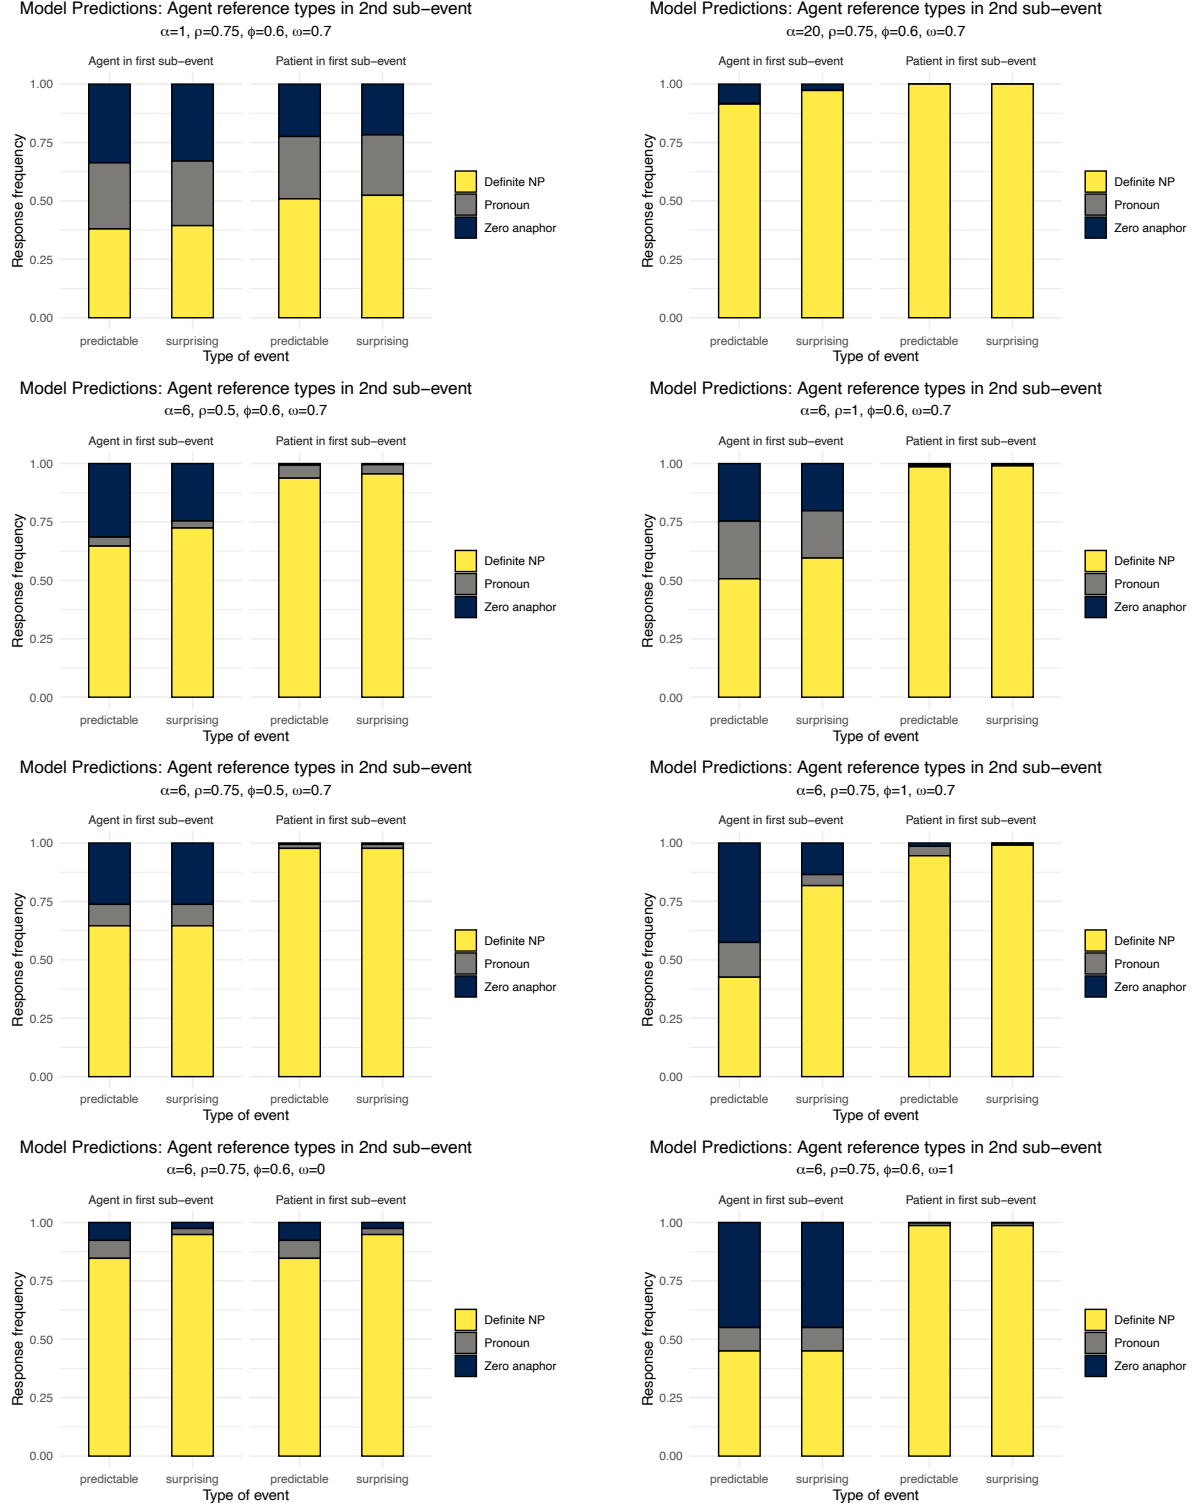 Model Predictions: Agent reference types in 2nd sub−event
α=1, ρ=0.75, ϕ=0.6, ω=0.7
Agent in first sub−event
Patient in first sub−event
1.00
0.75
0.50
0.25
0.00
Response frequency
predictable
surprising
predictable
surprising
Type of event
Definite NP
Pronoun
Zero anaphor
Model Predictions: Agent reference types in 2nd sub−event
α=20, ρ=0.75, ϕ=0.6, ω=0.7
Agent in first sub−event
Patient in first sub−event
1.00
0.75
0.50
0.25
0.00
Response frequency
predictable
surprising
predictable
surprising
Type of event
Definite NP
Pronoun
Zero anaphor
Model Predictions: Agent reference types in 2nd sub−event
α=6, ρ=0.5, ϕ=0.6, ω=0.7
Agent in first sub−event
Patient in first sub−event
1.00
0.75
0.50
0.25
0.00
Response frequency
predictable
surprising
predictable
surprising
Type of event
Definite NP
Pronoun
Zero anaphor
Model Predictions: Agent reference types in 2nd sub−event
α=6, ρ=1, ϕ=0.6, ω=0.7
Agent in first sub−event
Patient in first sub−event
1.00
0.75
0.50
0.25
0.00
Response frequency
predictable
surprising
predictable
surprising
Type of event
Definite NP
Pronoun
Zero anaphor
Model Predictions: Agent reference types in 2nd sub−event
α=6, ρ=0.75, ϕ=0.5, ω=0.7
Agent in first sub−event
Patient in first sub−event
1.00
0.75
0.50
0.25
0.00
Response frequency
predictable
surprising
predictable
surprising
Type of event
Definite NP
Pronoun
Zero anaphor
Model Predictions: Agent reference types in 2nd sub−event
α=6, ρ=0.75, ϕ=1, ω=0.7
Agent in first sub−event
Patient in first sub−event
1.00
0.75
0.50
0.25
0.00
Response frequency
predictable
surprising
predictable
surprising
Type of event
Definite NP
Pronoun
Zero anaphor
Model Predictions: Agent reference types in 2nd sub−event
α=6, ρ=0.75, ϕ=0.6, ω=0
Agent in first sub−event
Patient in first sub−event
1.00
0.75
0.50
0.25
0.00
Response frequency
predictable
surprising
predictable
surprising
Type of event
Definite NP
Pronoun
Zero anaphor
Model Predictions: Agent reference types in 2nd sub−event
α=6, ρ=0.75, ϕ=0.6, ω=1
Agent in first sub−event
Patient in first sub−event
1.00
0.75
0.50
0.25
0.00
Response frequency
predictable
surprising
predictable
surprising
Type of event
Definite NP
Pronoun
Zero anaphor